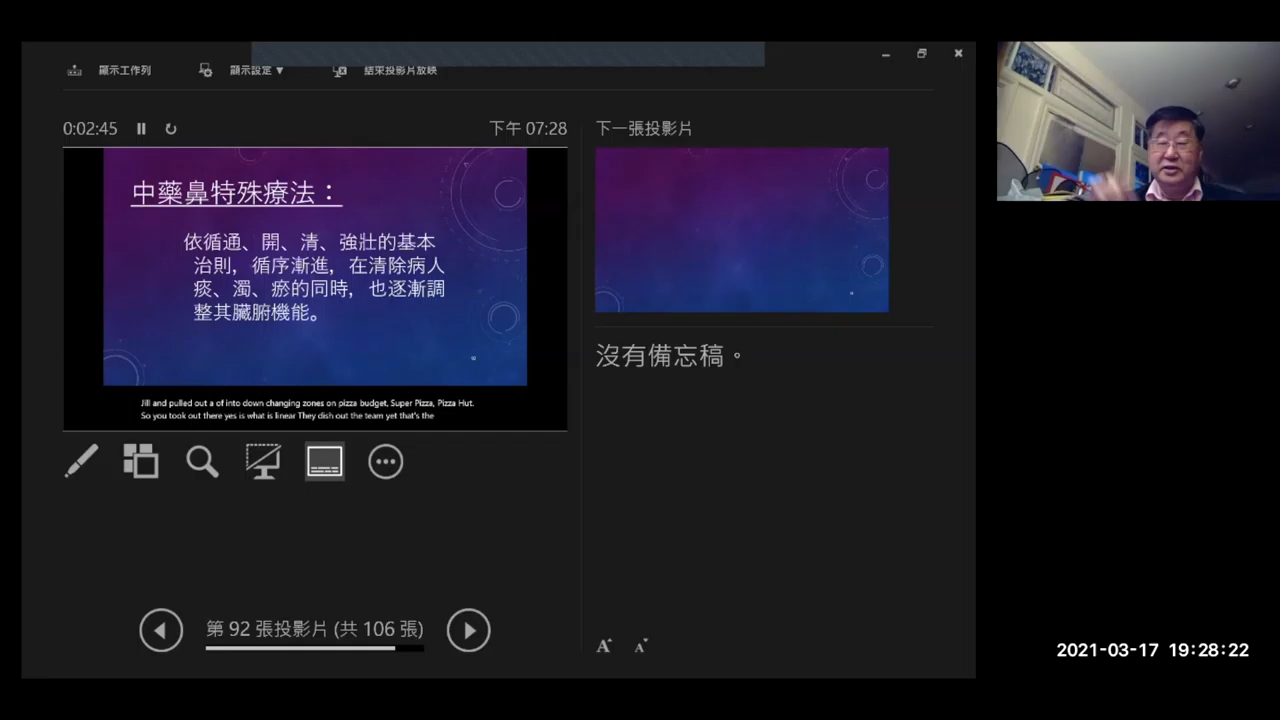 顯示工作列
顯示設定 ▼
結束投影片放映
0:02:45
下午 07:28
下一張投影片
中藥鼻特殊療法：
依循通、開、清、強壯的基本
治則，循序漸進，在清除病人
痰、濁、瘀的同時，也逐漸調
整其臟腑機能。
Jill and pulled out a of into down changing zones on pizza budget, Super Pizza, Pizza Hut.
So you took out there yes is what is linear They dish out the team yet that's the
沒有備忘稿。
第 92 張投影片 (共 106 張)
A A
2021-03-17 19:28:22